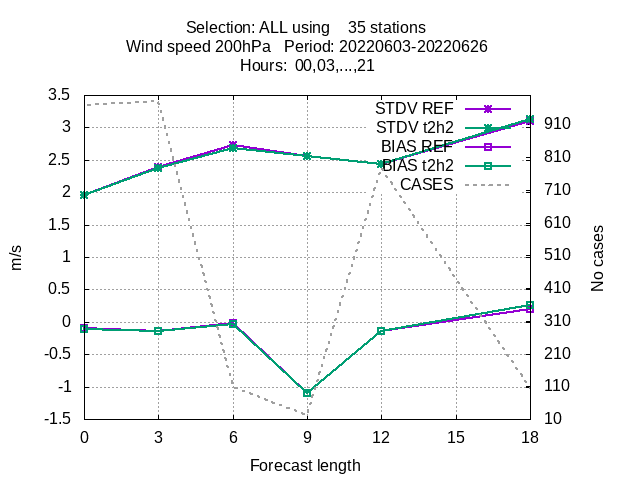 Selection: ALL using 35 stations
Wind speed 200hPa Period: 20220603-20220626
Hours: 00,03,...,21
3.5
3
2.5
2
1.5
1
0.5
0
-0.5
-1
-1.5
m/s
STDV REF
STDV t2h2
BIAS REF
BIAS t2h2
CASES
910
810
710
610
510
410
310
210
110
10
No cases
0 3 6 9 12 15 18
Forecast length